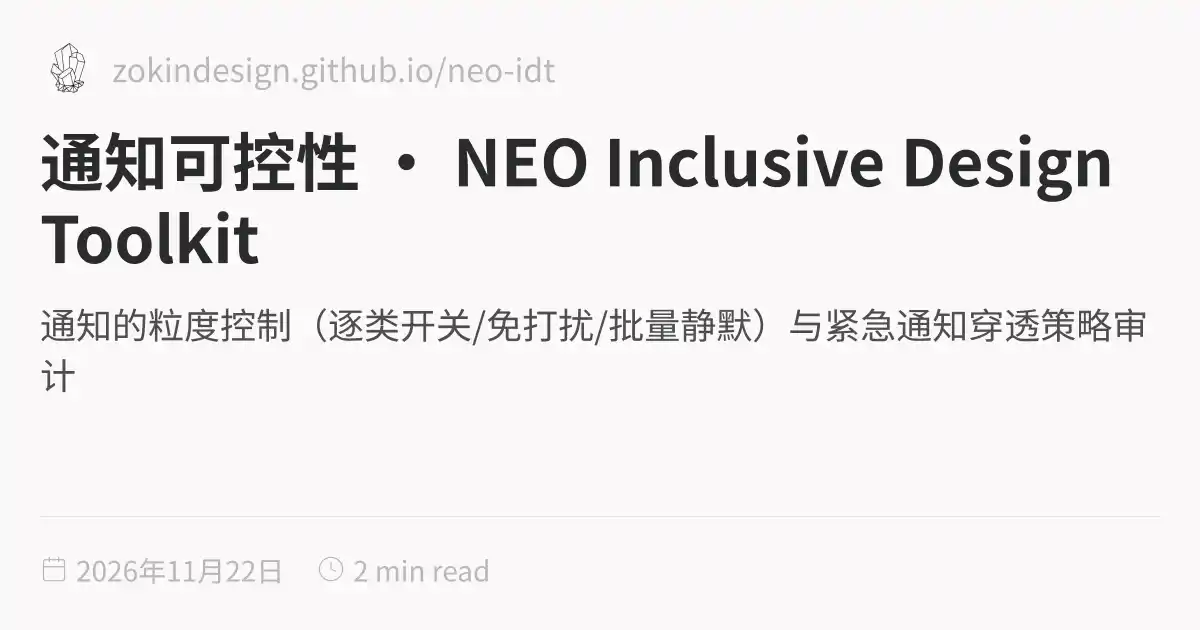 zokindesign.github.io/neo-idt
通知可控性 · NEO Inclusive Design
Toolkit
通知的粒度控制（逐类开关/免打扰/批量静默）与紧急通知穿透策略审
计
2026年11月22日
2 min read